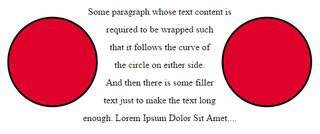 Some paragraph whose text content is
required to be wrapped such
that it follows the curve of
the circle on either side.
And then there is some filler
text just to make the text long
enough. Lorem Ipsum Dolor Sit Amet....